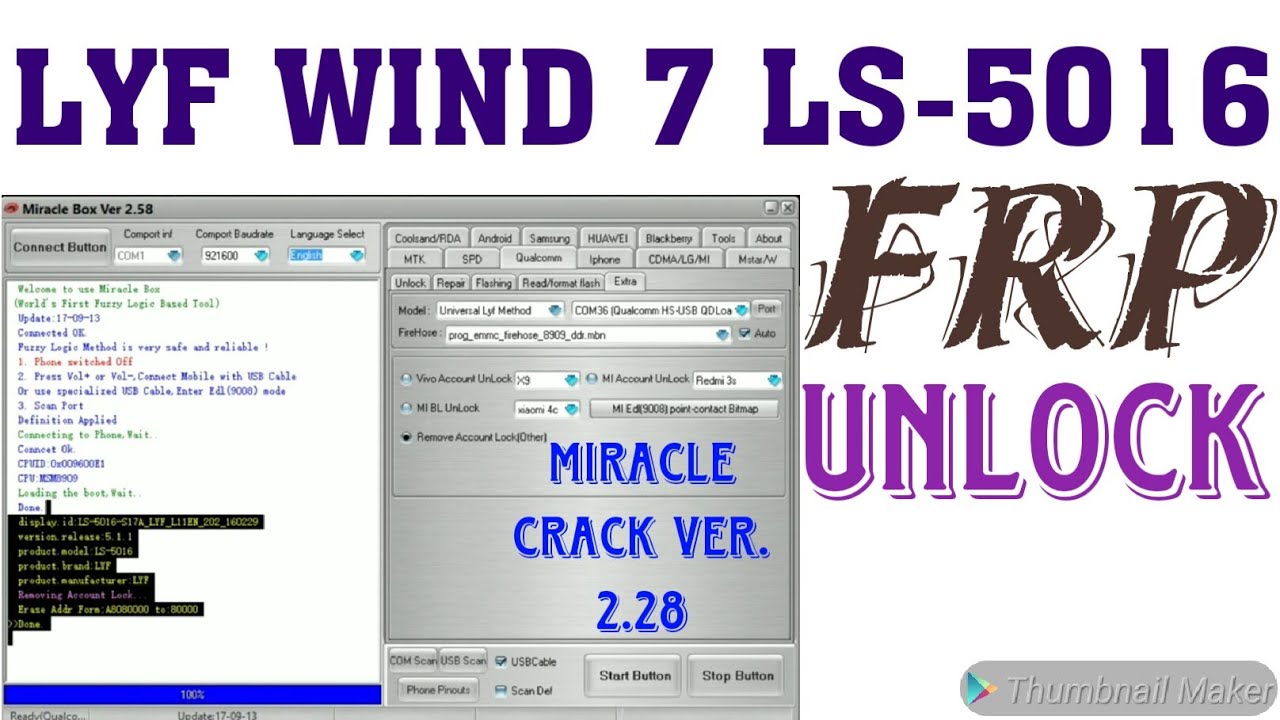 LYF WIND 7 LS-5016
FRP
UNLOCK
Miracle Box Ver 2.58
Connect Button
Comport inf
Comport Baudrate
Language Select
COM1
921600
English
Welcome to use Miracle Box
(World's First Fuzzy Logic Based Tool)
Update:17-09-13
Connected OK.
Fuzzy Logic Method is very safe and reliable !
1. Phone switched Off
2. Press Vol+ or Vol-,Connect Mobile with USB Cable
Or use specialized USB Cable,Enter Edl(9008) mode
3. Scan Port
Definition Applied
Connecting to Phone,Wait..
Conncet Ok.
CPUID:0x009600E1
CPU:MSM8909
Loading the boot,Wait..
Done.
display.id:LS-5016-S17A_LYF_L11EN_202_160229
version.release:5.1.1
product.model:LS-5016
product.brand:LYF
product.manufacturer:LYF
Removing Account Lock...
Erase Addr Form:A8080000 to:80000
>>Done.
100%
Ready(Qualco...
Update:17-09-13
Coolsand/RDA Android Samsung HUAWEI Blackberry Tools About
MTK SPD Qualcomm Iphone CDMA/LG/MI Mstar/W
Unlock Repair Flashing Read/format flash Extra
Model : Universal Lyf Method COM36 (Qualcomm HS-USB QDLoa Port
FireHose : prog_emmc_firehose_8909_ddr.mbn Auto
Vivo Account UnLock X9 MI Account UnLock Redmi 3s
MI BL UnLock xiaomi 4c MI Edl(9008) point-contact Bitmap
Remove Account Lock(Other)
MIRACLE
CRACK VER.
2.28
COM Scan USB Scan USBCable
Phone Pinouts Scan Def
Start Button Stop Button
Thumbnail Maker